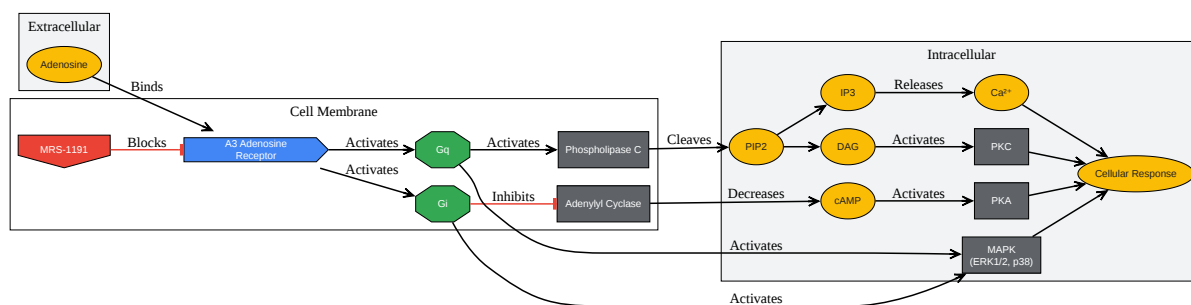 Extracellular
Adenosine
Binds
Cell Membrane
MRS-1191
Blocks
A3 Adenosine
Receptor
Activates
Activates
Gq
Gi
Activates
Inhibits
Phospholipase C
Adenylyl Cyclase
Cleaves
Decreases
Activates
Activates
Intracellular
PIP2
IP3
DAG
cAMP
Releases
Activates
Activates
Ca²⁺
PKC
PKA
MAPK
(ERK1/2, p38)
Cellular Response